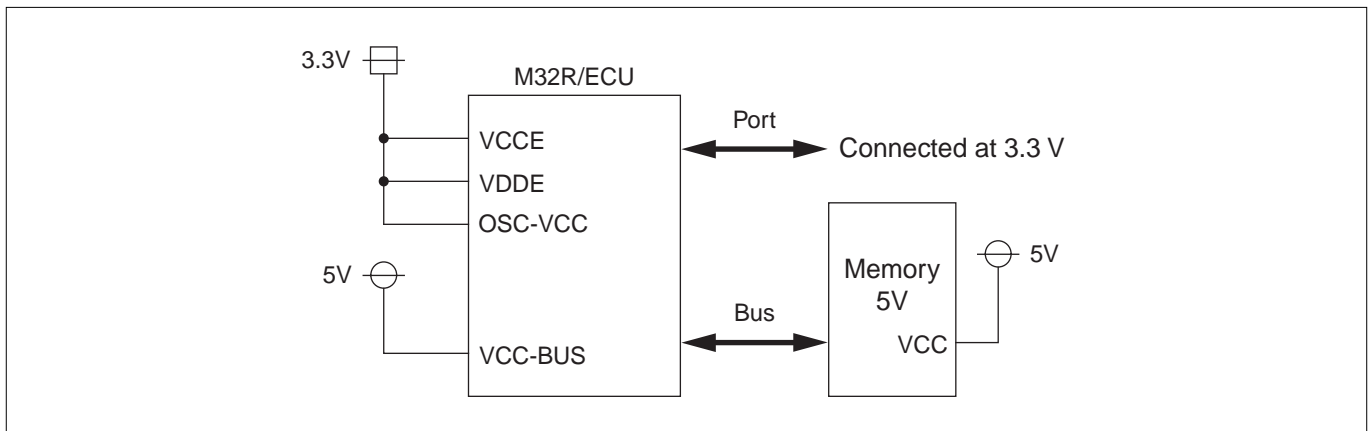 3.3V
M32R/ECU
VCCE
VDDE
OSC-VCC
Port
Connected at 3.3 V
5V
VCC-BUS
Bus
Memory
5V
VCC
5V